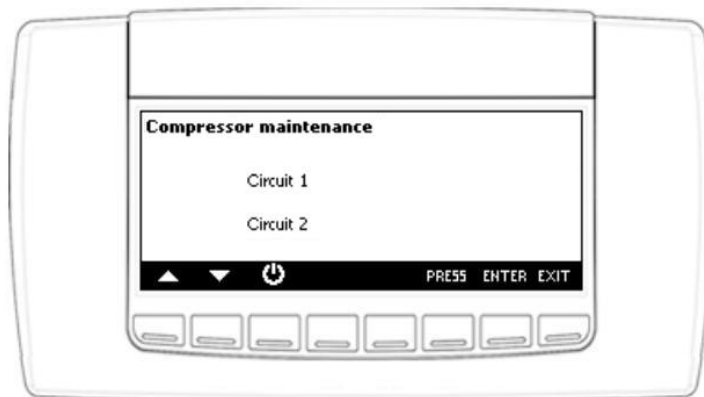 Compressor maintenance
Circuit 1
Circuit 2
PRESS ENTER EXIT